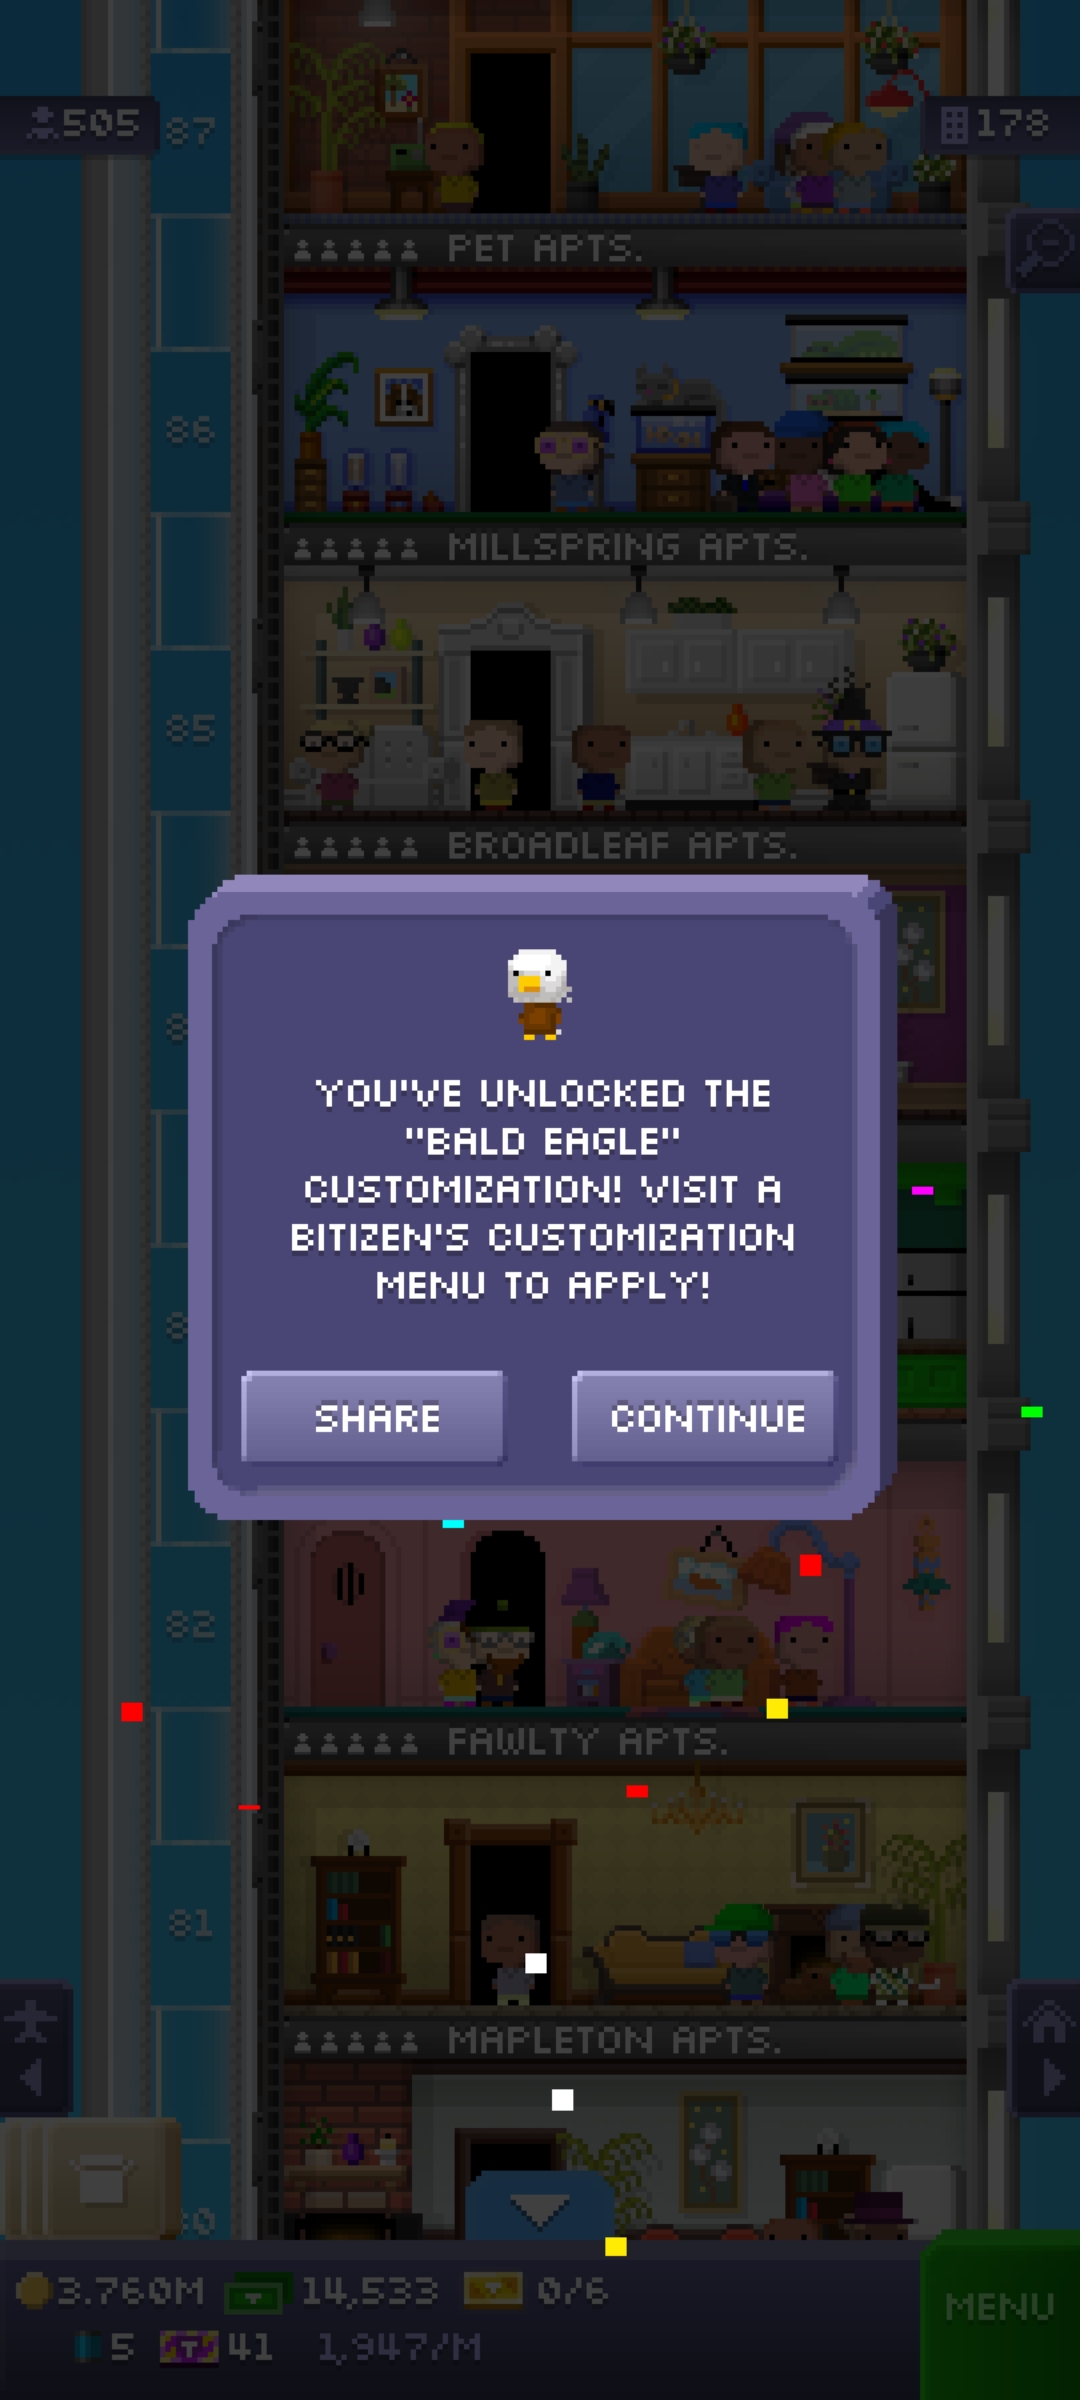 505
87
178
PET APTS.
86
MILLSPRING APTS.
85
BROADLEAF APTS.
YOU'VE UNLOCKED THE
"BALD EAGLE"
CUSTOMIZATION! VISIT A
BITIZEN'S CUSTOMIZATION
MENU TO APPLY!
SHARE
CONTINUE
82
FAWLTY APTS.
81
MAPLETON APTS.
3.760M
14,533
0/6
MENU
5
41
1,947/M